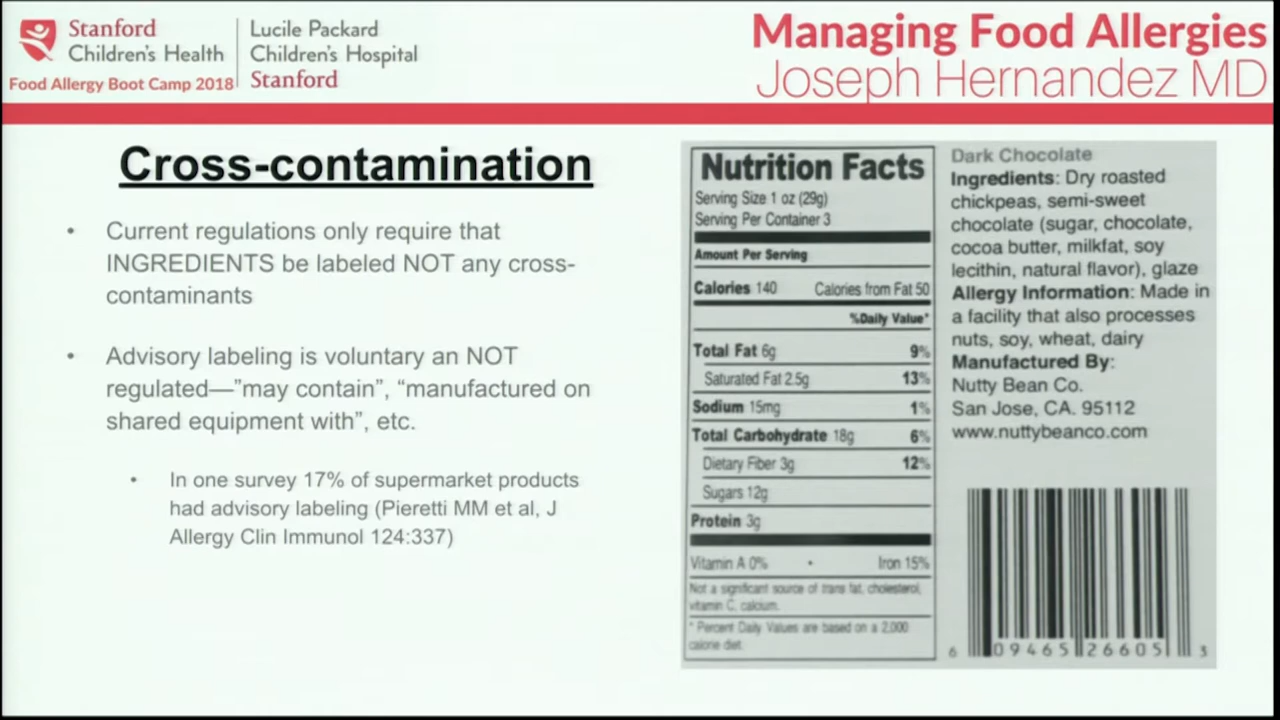 Stanford
Children's Health
Food Allergy Boot Camp 2018
Lucile Packard
Children's Hospital
Stanford
Managing Food Allergies
Joseph Hernandez MD
Cross-contamination
• Current regulations only require that
INGREDIENTS be labeled NOT any cross-
contaminants
• Advisory labeling is voluntary an NOT
regulated—”may contain”, “manufactured on
shared equipment with”, etc.
• In one survey 17% of supermarket products
had advisory labeling (Pieretti MM et al, J
Allergy Clin Immunol 124:337)
Nutrition Facts
Serving Size 1 oz (29g)
Serving Per Container 3
Amount Per Serving
Calories 140 Calories from Fat 50
%Daily Value*
Total Fat 6g 9%
Saturated Fat 2.5g 13%
Sodium 15mg 1%
Total Carbohydrate 18g 6%
Dietary Fiber 3g 12%
Sugars 12g
Protein 3g
Vitamin A 0% • Iron 15%
Not a significant source of trans fat, cholesterol,
vitamin C, calcium.
* Percent Daily Values are based on a 2,000
calorie diet.
Dark Chocolate
Ingredients: Dry roasted
chickpeas, semi-sweet
chocolate (sugar, chocolate,
cocoa butter, milkfat, soy
lecithin, natural flavor), glaze
Allergy Information: Made in
a facility that also processes
nuts, soy, wheat, dairy
Manufactured By:
Nutty Bean Co.
San Jose, CA. 95112
www.nuttybeanco.com
6 09465 26605 3